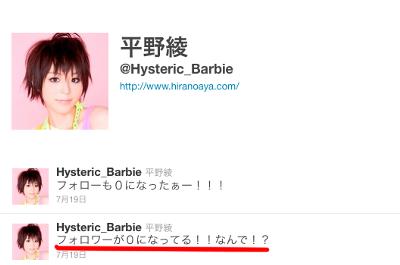 平野綾
@Hysteric_Barbie
http://www.hiranoaya.com/
Hysteric_Barbie 平野綾
フォローも0になったぁー！！！
7月19日
Hysteric_Barbie 平野綾
フォロワーが0になってる！！なんで！？
7月19日